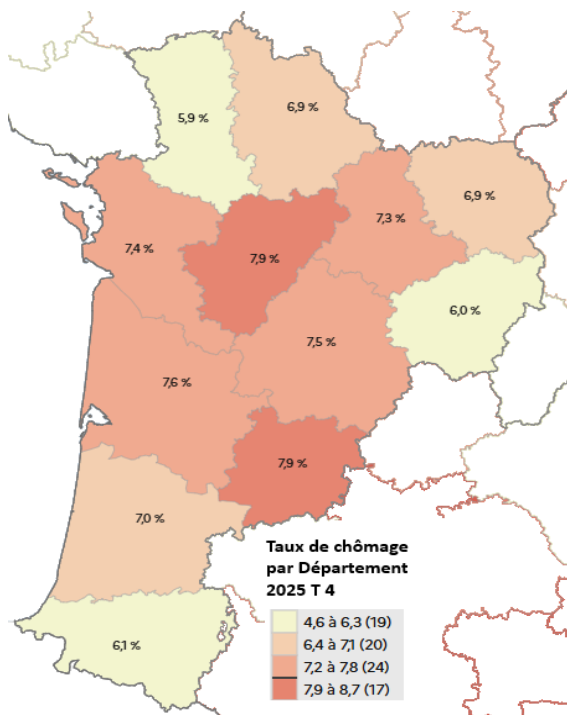 5,9 %
6,9 %
6,9 %
7,3 %
7,4 %
7,9 %
6,0 %
7,5 %
7,6 %
7,9 %
7,0 %
6,1 %
Taux de chômage
par Département
2025 T 4
4,6 à 6,3 (19)
6,4 à 7,1 (20)
7,2 à 7,8 (24)
7,9 à 8,7 (17)